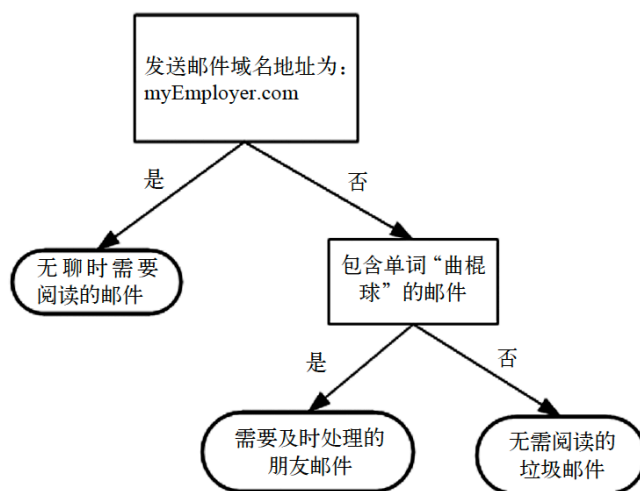 发送邮件域名地址为：
myEmployer.com
是
否
无聊时需要
阅读的邮件
包含单词“曲棍
球”的邮件
是
否
需要及时处理的
朋友邮件
无需阅读的
垃圾邮件